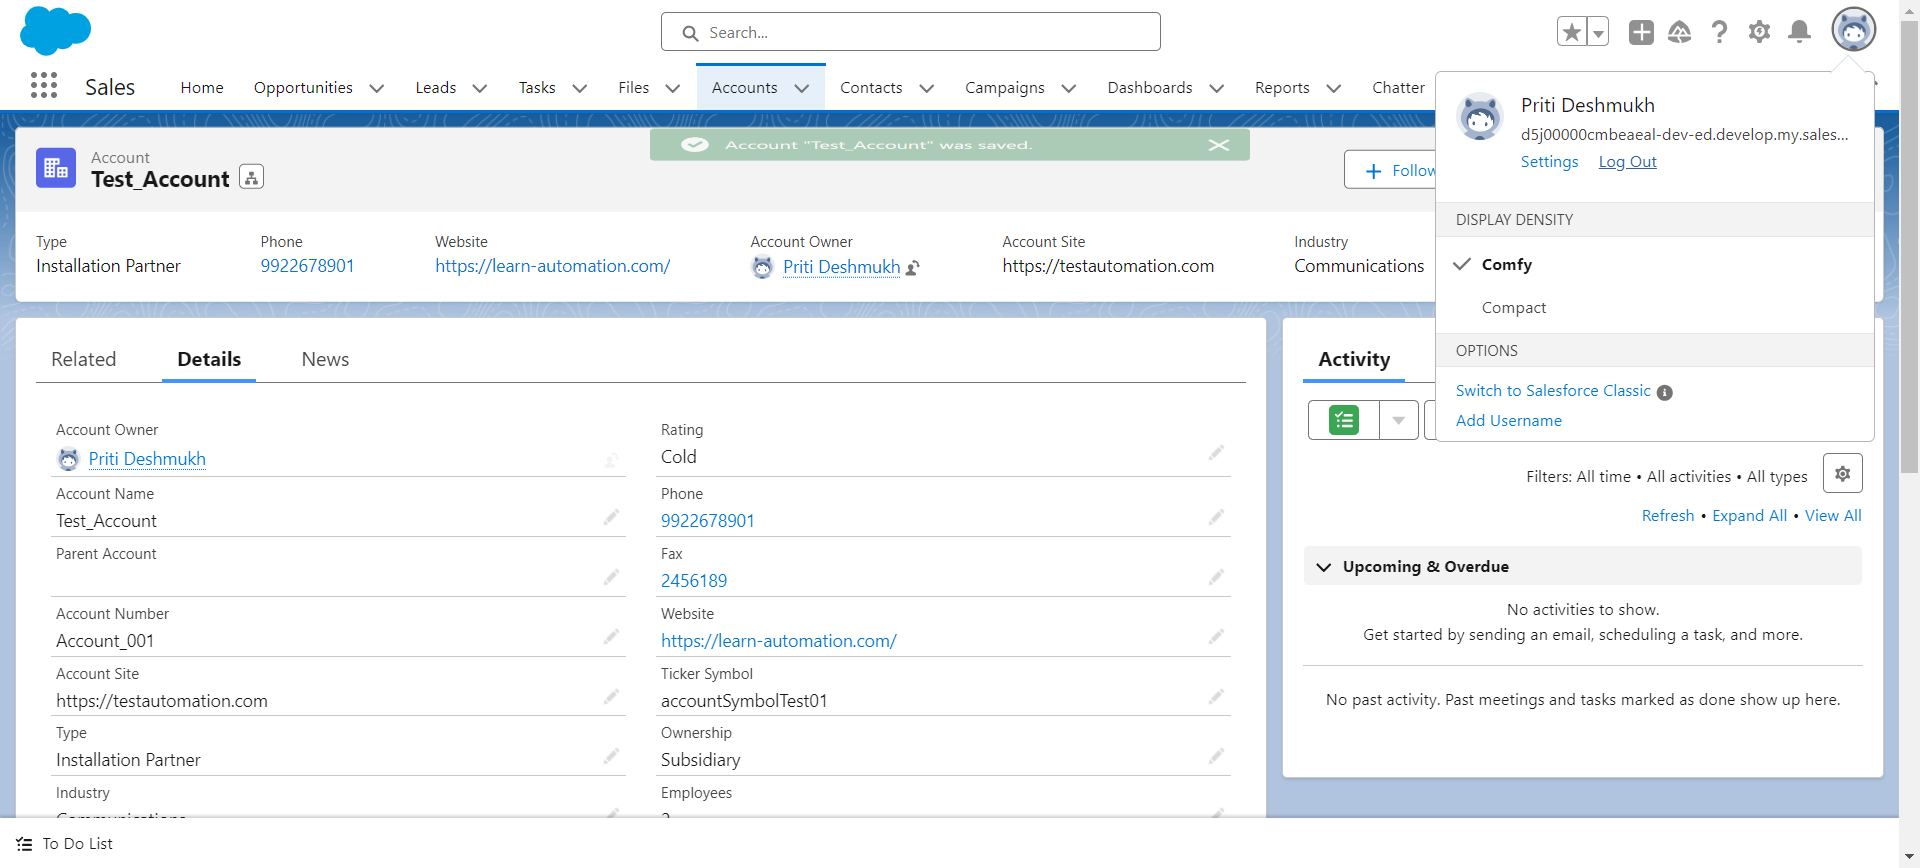 Search...
Sales
Home
Opportunities
Leads
Tasks
Files
Accounts
Contacts
Campaigns
Dashboards
Reports
Chatter
Priti Deshmukh
d5j00000cmbeaeal-dev-ed.develop.my.sales...
Settings
Log Out
DISPLAY DENSITY
Comfy
Compact
OPTIONS
Switch to Salesforce Classic
Add Username
Account "Test_Account" was saved.
Account
Test_Account
Follow
Type
Installation Partner
Phone
9922678901
Website
https://learn-automation.com/
Account Owner
Priti Deshmukh
Account Site
https://testautomation.com
Industry
Communications
Related
Details
News
Account Owner
Priti Deshmukh
Rating
Cold
Account Name
Test_Account
Phone
9922678901
Parent Account
Fax
2456189
Account Number
Account_001
Website
https://learn-automation.com/
Account Site
https://testautomation.com
Ticker Symbol
accountSymbolTest01
Type
Installation Partner
Ownership
Subsidiary
Industry
Communications
Employees
Activity
Filters: All time • All activities • All types
Refresh • Expand All • View All
Upcoming & Overdue
No activities to show.
Get started by sending an email, scheduling a task, and more.
No past activity. Past meetings and tasks marked as done show up here.
To Do List